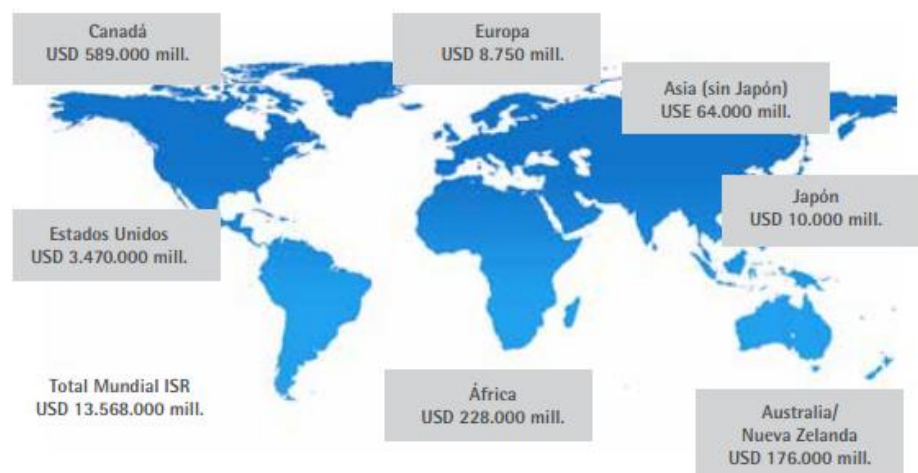 Canadá
USD 589.000 mill.
Europa
USD 8.750 mill.
Asia (sin Japón)
USE 64.000 mill.
Japón
USD 10.000 mill.
Estados Unidos
USD 3.470.000 mill.
Total Mundial ISR
USD 13.568.000 mill.
África
USD 228.000 mill.
Australia/
Nueva Zelanda
USD 176.000 mill.